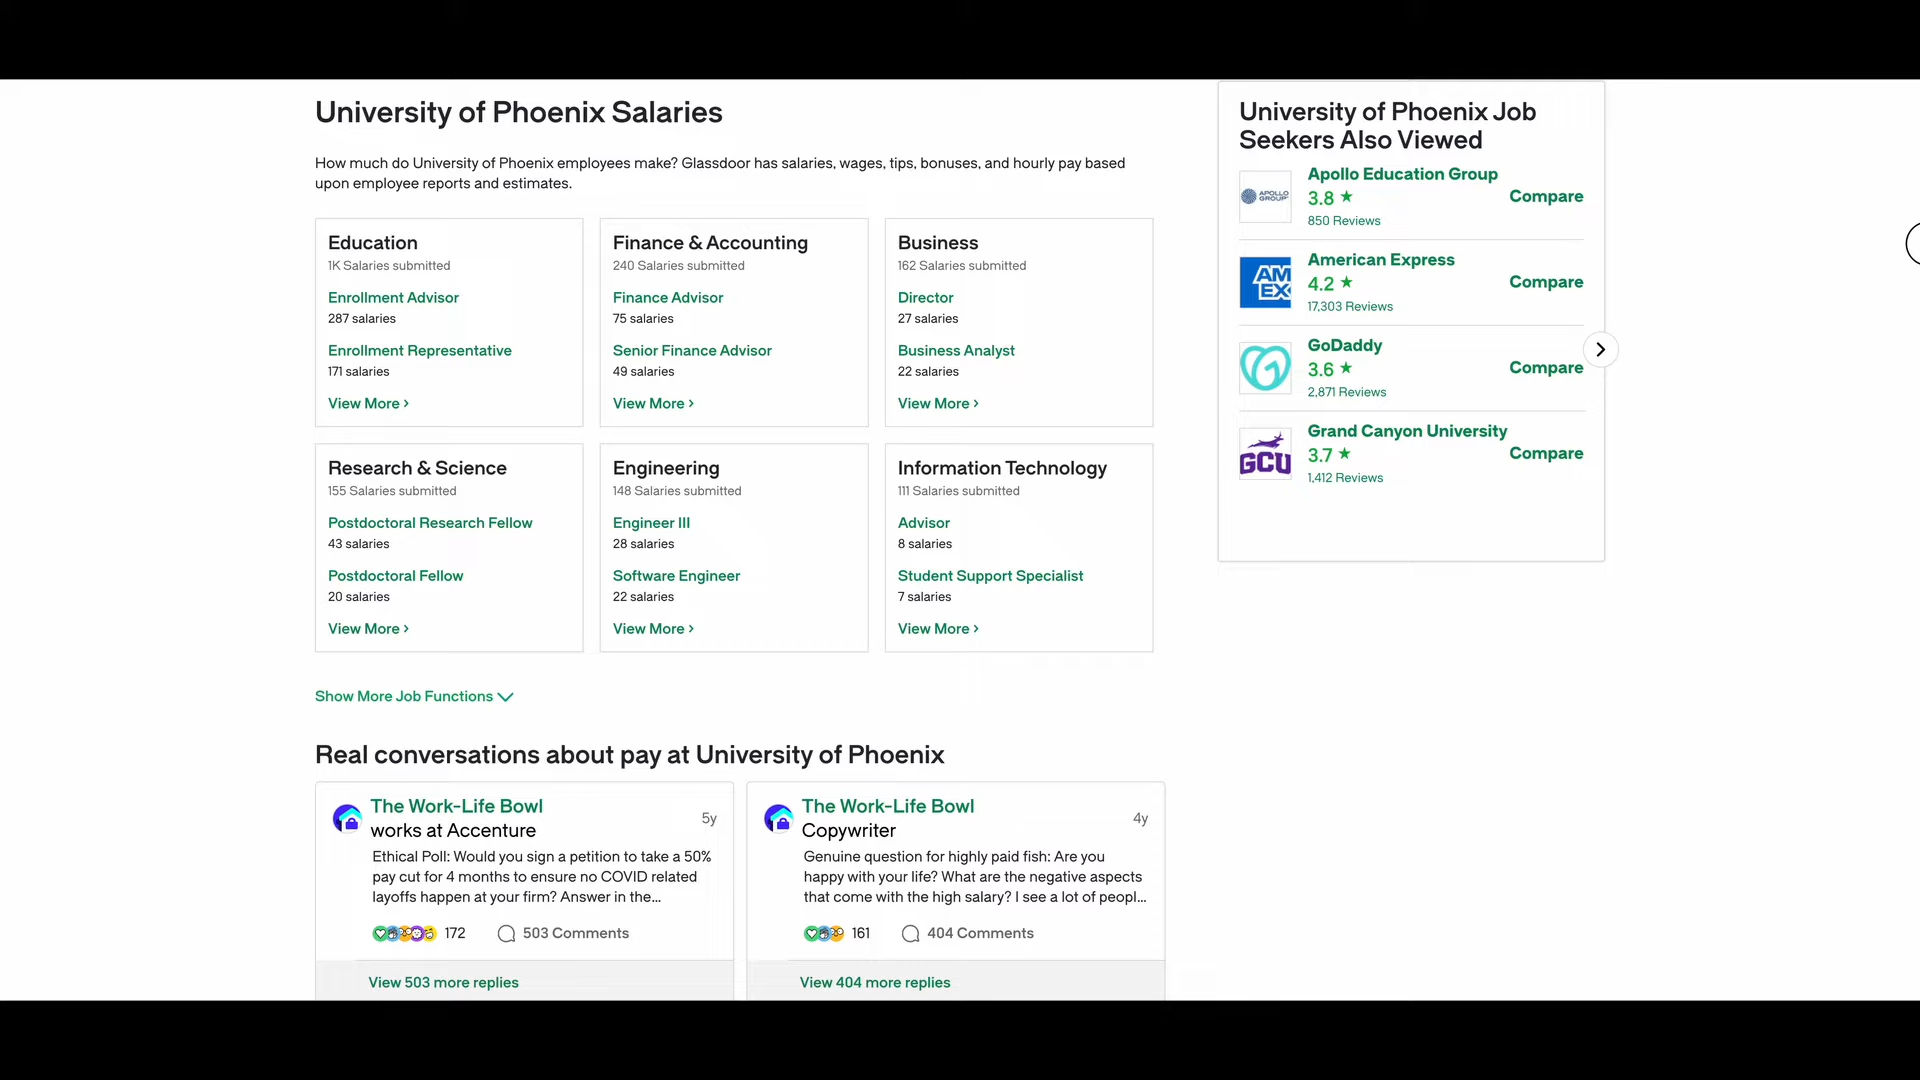 University of Phoenix Salaries
How much do University of Phoenix employees make? Glassdoor has salaries, wages, tips, bonuses, and hourly pay based
upon employee reports and estimates.
Education
1K Salaries submitted
Enrollment Advisor
287 salaries
Enrollment Representative
171 salaries
View More
Finance & Accounting
240 Salaries submitted
Finance Advisor
75 salaries
Senior Finance Advisor
49 salaries
View More
Business
162 Salaries submitted
Director
27 salaries
Business Analyst
22 salaries
View More
Research & Science
155 Salaries submitted
Postdoctoral Research Fellow
43 salaries
Postdoctoral Fellow
20 salaries
View More
Engineering
148 Salaries submitted
Engineer III
28 salaries
Software Engineer
22 salaries
View More
Information Technology
111 Salaries submitted
Advisor
8 salaries
Student Support Specialist
7 salaries
View More
Show More Job Functions
Real conversations about pay at University of Phoenix
The Work-Life Bowl
5y
works at Accenture
Ethical Poll: Would you sign a petition to take a 50%
pay cut for 4 months to ensure no COVID related
layoffs happen at your firm? Answer in the...
172
503 Comments
View 503 more replies
The Work-Life Bowl
4y
Copywriter
Genuine question for highly paid fish: Are you
happy with your life? What are the negative aspects
that come with the high salary? I see a lot of peopl...
161
404 Comments
View 404 more replies
University of Phoenix Job
Seekers Also Viewed
APOLLO
GROUP
Apollo Education Group
3.8 ★
850 Reviews
Compare
AM
EX
American Express
4.2 ★
17,303 Reviews
Compare
GoDaddy
3.6 ★
2,871 Reviews
Compare
GCU
Grand Canyon University
3.7 ★
1,412 Reviews
Compare